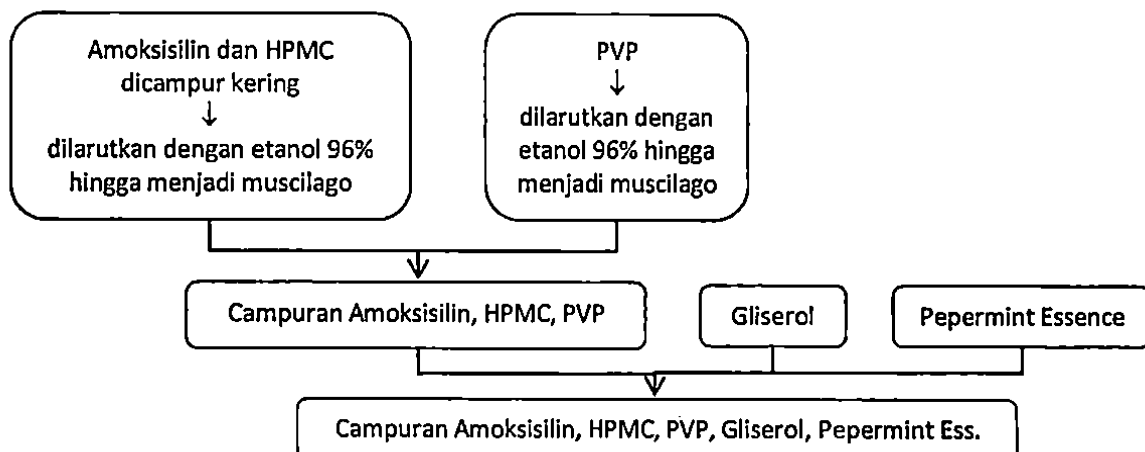 Amoksisilin dan HPMC
dicampur kering
↓
dilarutkan dengan etanol 96%
hingga menjadi muscilago
PVP
↓
dilarutkan dengan
etanol 96% hingga
menjadi muscilago
Campuran Amoksisilin, HPMC, PVP
Gliserol
Pepermint Essence
Campuran Amoksisilin, HPMC, PVP, Gliserol, Pepermint Ess.